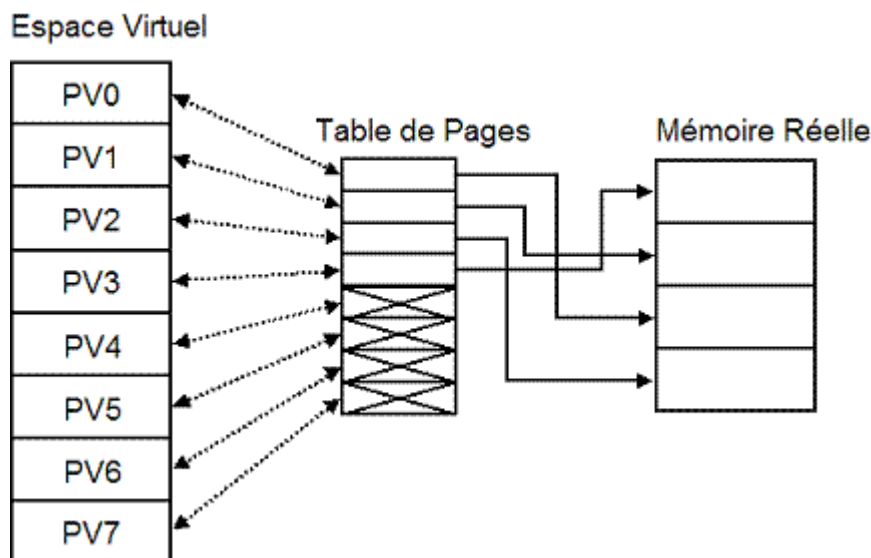 Espace Virtuel
PV0
PV1
PV2
PV3
PV4
PV5
PV6
PV7
Table de Pages
Mémoire Réelle